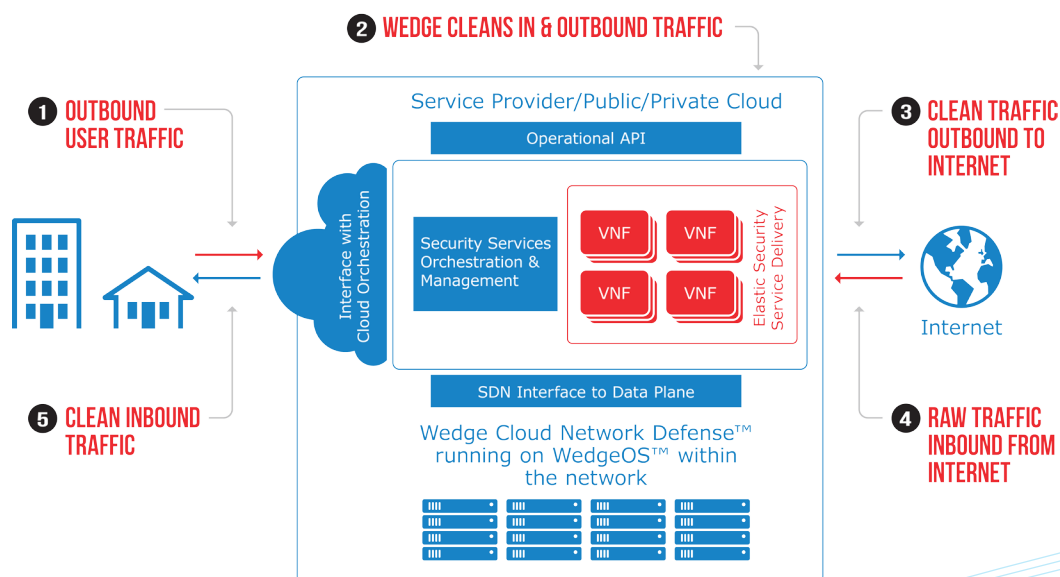 2 WEDGE CLEANS IN & OUTBOUND TRAFFIC
1 OUTBOUND
USER TRAFFIC
Service Provider/Public/Private Cloud
Operational API
3 CLEAN TRAFFIC
OUTBOUND TO
INTERNET
Interface with
Cloud Orchestration
Security Services
Orchestration &
Management
VNF
VNF
VNF
VNF
Elastic Security
Service Delivery
Internet
SDN Interface to Data Plane
5 CLEAN INBOUND
TRAFFIC
4 RAW TRAFFIC
INBOUND FROM
INTERNET
Wedge Cloud Network Defense™
running on WedgeOS™ within
the network